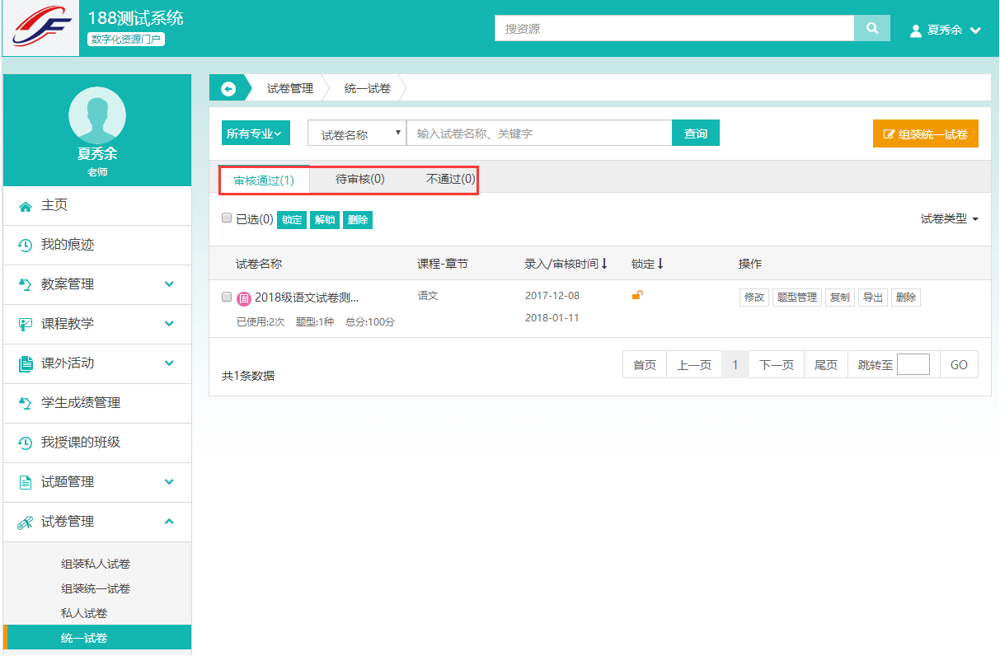 188测试系统
数字化资源门户
搜资源
夏秀余
夏秀余
老师
主页
我的痕迹
教案管理
课程教学
课外活动
学生成绩管理
我授课的班级
试题管理
试卷管理
组装私人试卷
组装统一试卷
私人试卷
统一试卷
试卷管理 统一试卷
所有专业 试卷名称 输入试卷名称、关键字 查询 组装统一试卷
审核通过(1) 待审核(0) 不通过(0)
已选(0) 锁定 解锁 删除 试卷类型
试卷名称 课程-章节 录入/审核时间 锁定 操作
固 2018级语文试卷测... 语文 2017-12-08 修改 题型管理 复制 导出 删除
已使用:2次 题型:1种 总分:100分 2018-01-11
共1条数据 首页 上一页 1 下一页 尾页 跳转至 GO